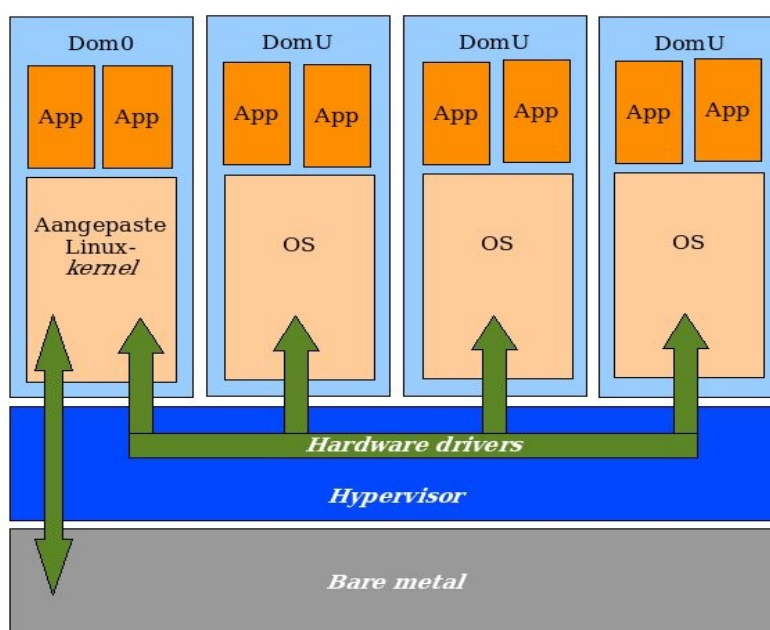 Dom0
DomU
DomU
DomU
App
App
App
App
App
App
App
App
Aangepaste
Linux-
kernel
OS
OS
OS
Hardware drivers
Hypervisor
Bare metal